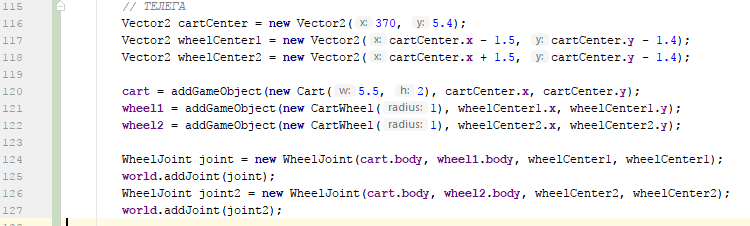 115 // ТЕЛЕГА
116 Vector2 cartCenter = new Vector2( x: 370, y: 5.4);
117 Vector2 wheelCenter1 = new Vector2( x: cartCenter.x - 1.5, y: cartCenter.y - 1.4);
118 Vector2 wheelCenter2 = new Vector2( x: cartCenter.x + 1.5, y: cartCenter.y - 1.4);
119
120 cart = addGameObject(new Cart( w: 5.5, h: 2), cartCenter.x, cartCenter.y);
121 wheel1 = addGameObject(new CartWheel( radius: 1), wheelCenter1.x, wheelCenter1.y);
122 wheel2 = addGameObject(new CartWheel( radius: 1), wheelCenter2.x, wheelCenter2.y);
123
124 WheelJoint joint = new WheelJoint(cart.body, wheel1.body, wheelCenter1, wheelCenter1);
125 world.addJoint(joint);
126 WheelJoint joint2 = new WheelJoint(cart.body, wheel2.body, wheelCenter2, wheelCenter2);
127 world.addJoint(joint2);